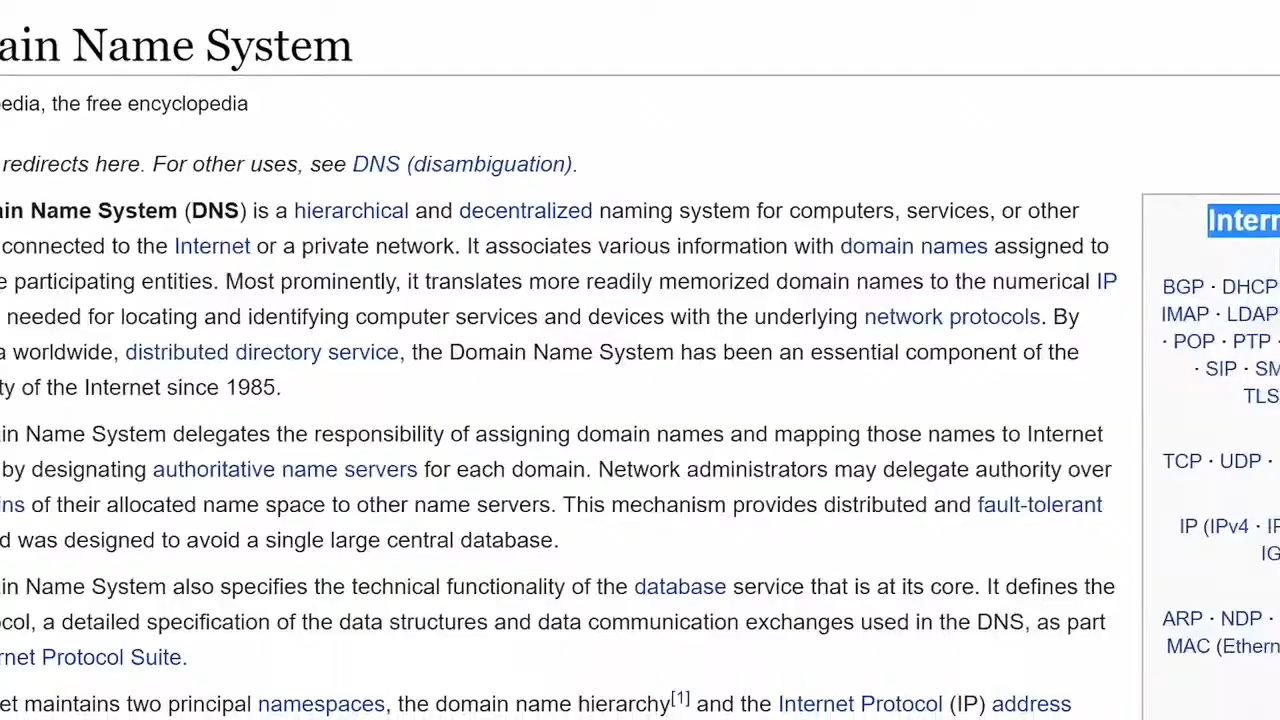 ain Name System
edia, the free encyclopedia
redirects here. For other uses, see DNS (disambiguation).
ain Name System (DNS) is a hierarchical and decentralized naming system for computers, services, or other
connected to the Internet or a private network. It associates various information with domain names assigned to
e participating entities. Most prominently, it translates more readily memorized domain names to the numerical IP
needed for locating and identifying computer services and devices with the underlying network protocols. By
a worldwide, distributed directory service, the Domain Name System has been an essential component of the
ty of the Internet since 1985.
in Name System delegates the responsibility of assigning domain names and mapping those names to Internet
by designating authoritative name servers for each domain. Network administrators may delegate authority over
ins of their allocated name space to other name servers. This mechanism provides distributed and fault-tolerant
d was designed to avoid a single large central database.
in Name System also specifies the technical functionality of the database service that is at its core. It defines the
col, a detailed specification of the data structures and data communication exchanges used in the DNS, as part
rnet Protocol Suite.
et maintains two principal namespaces, the domain name hierarchy[1] and the Internet Protocol (IP) address
Intern
BGP · DHCP
IMAP · LDAP
· POP · PTP ·
· SIP · SM
TLS
TCP · UDP ·
IP (IPv4 · IP
IG
ARP · NDP ·
MAC (Ethern